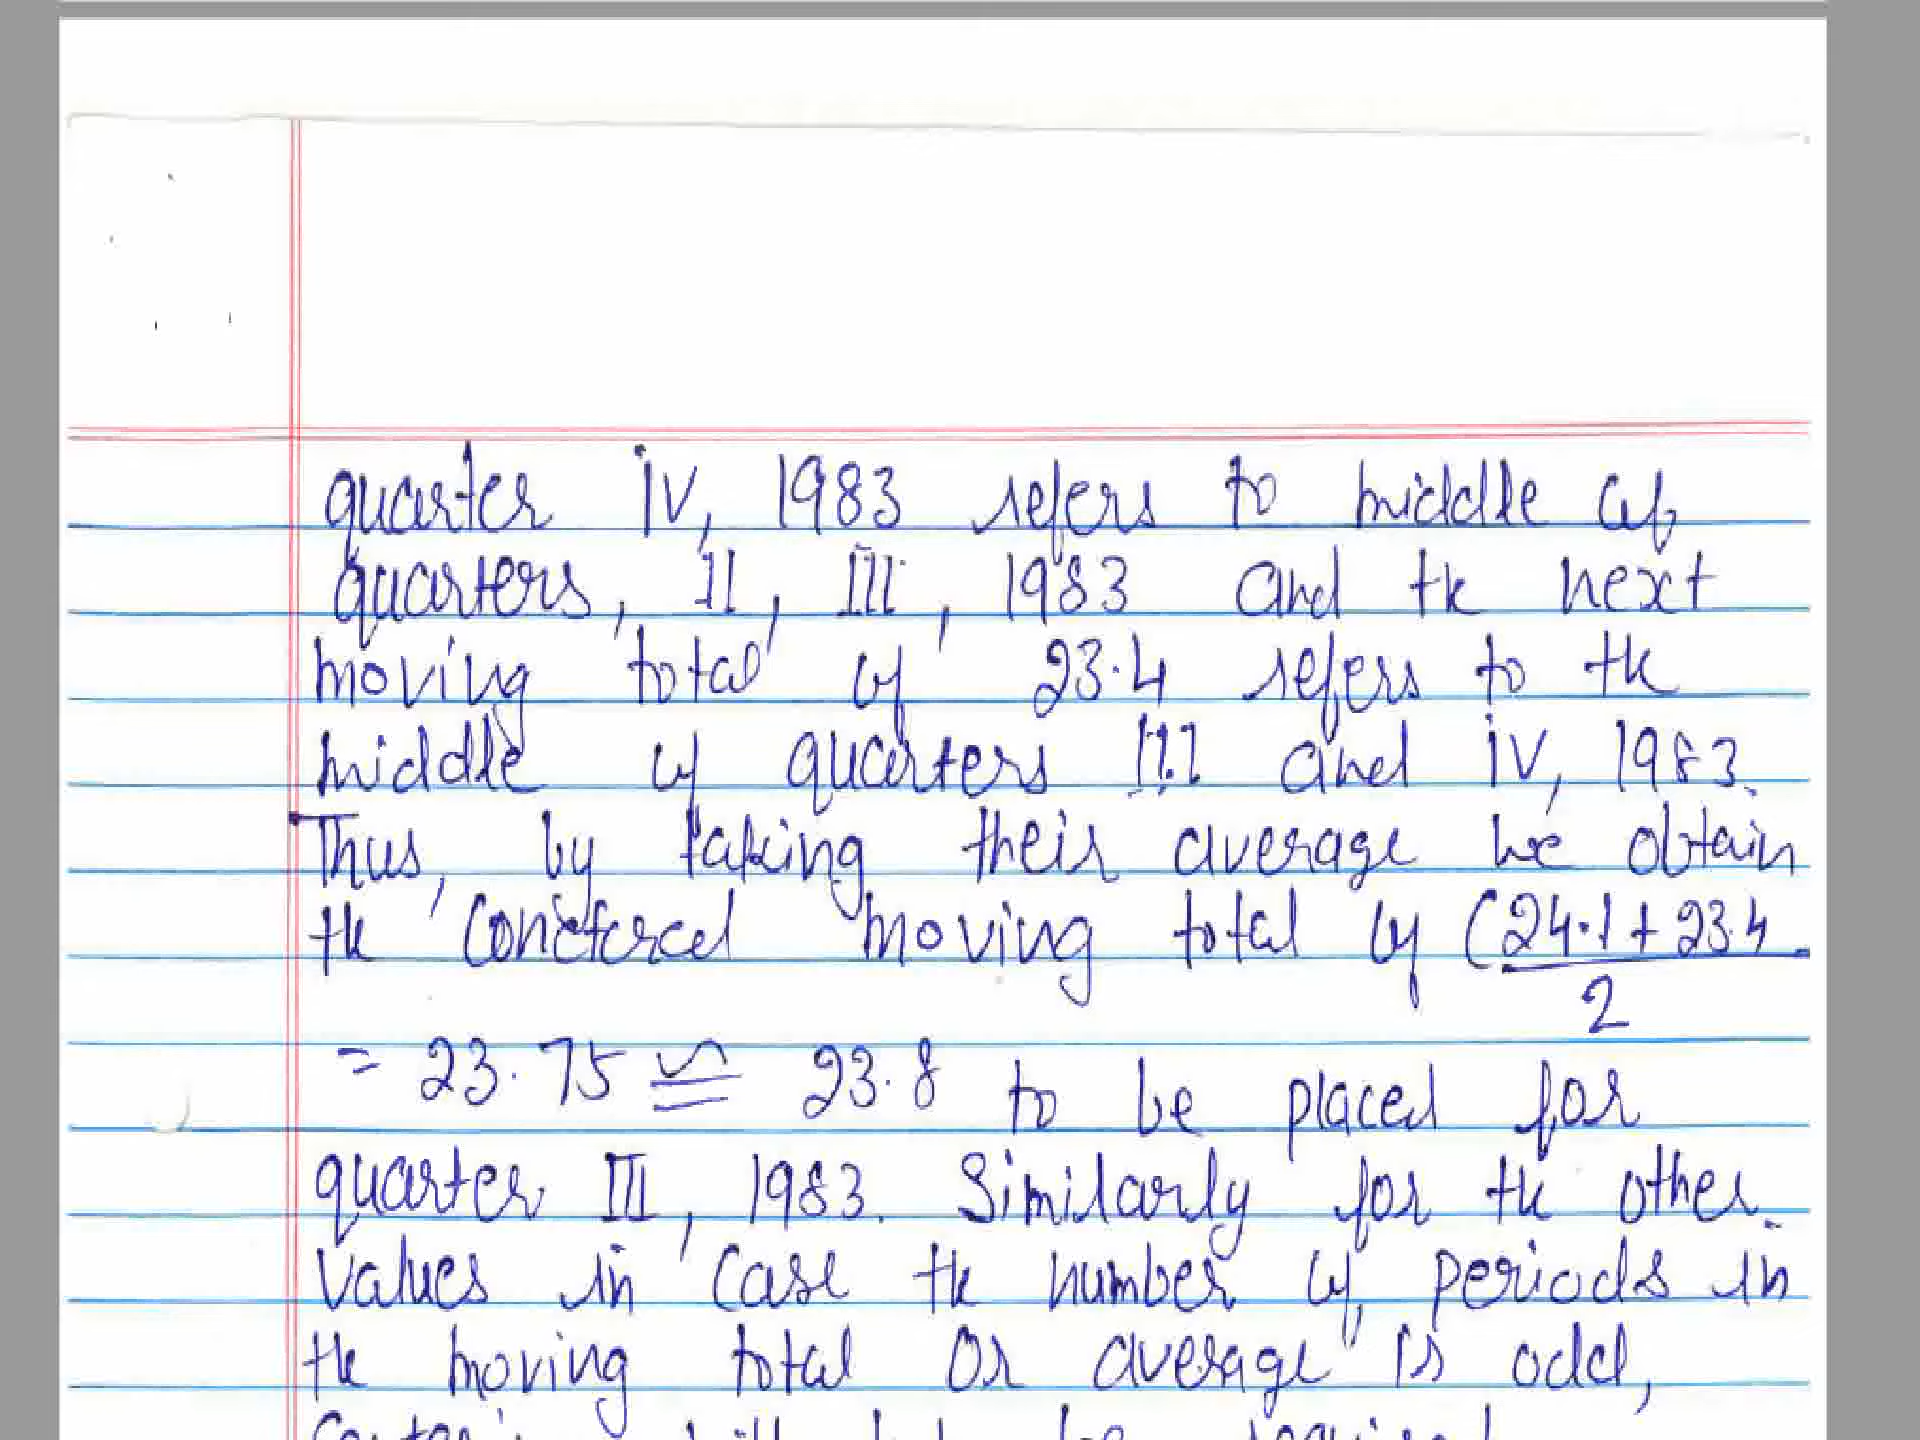 quarter iv, 1983 refers to middle of
quarters, II, III, 1983 and the next
moving total of 23.4 refers to the
middle of quarters III and iv, 1983.
Thus, by taking their average we obtain
the moving total of (24.1 + 23.4
2
= 23.75 ≌ 23.8 to be placed for
quarter III, 1983. Similarly for the other
values in case the number of periods in
the moving total or average is odd,